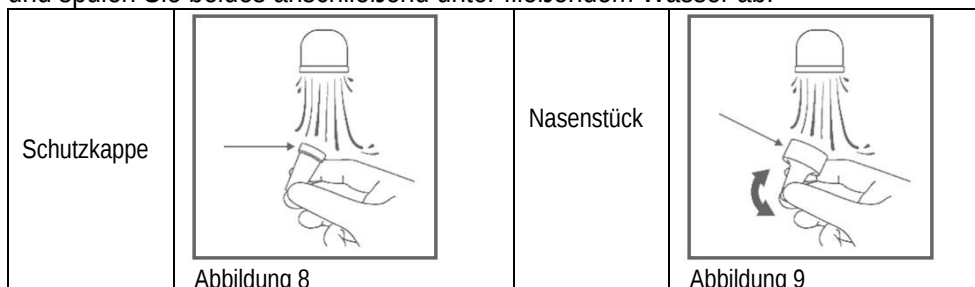 und spülen Sie beides anschließend unter fließendem Wasser ab.
Schutzkappe
Abbildung 8
Nasenstück
Abbildung 9